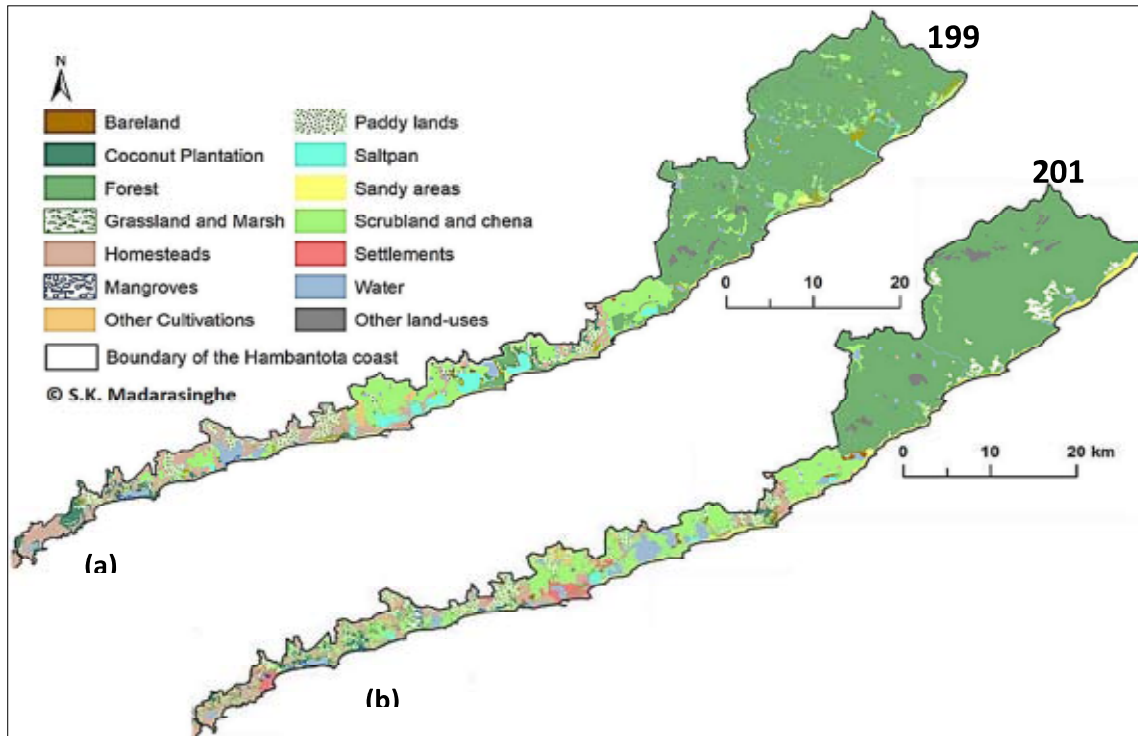 199
N
Bareland
Paddy lands
Coconut Plantation
Saltpan
Forest
Sandy areas
201
Grassland and Marsh
Scrubland and chena
Homesteads
Settlements
Mangroves
Water
0 10 20
Other Cultivations
Other land-uses
Boundary of the Hambantota coast
© S.K. Madarasinghe
0 10 20 km
(a)
(b)